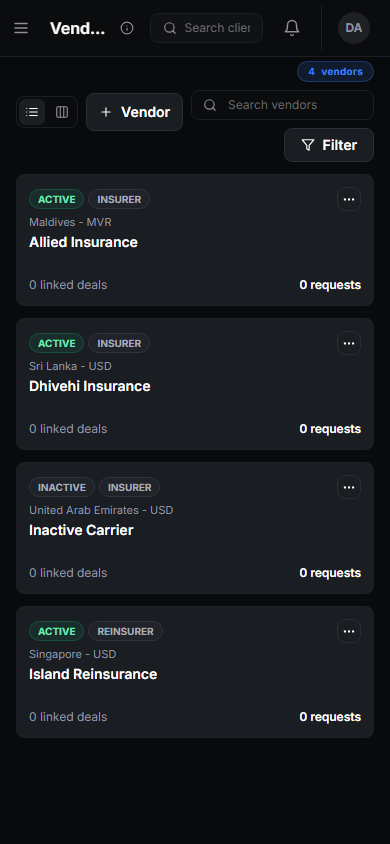 Vend...
Search clien
DA
4 vendors
Vendor
Search vendors
Filter
ACTIVE INSURER
Maldives - MVR
Allied Insurance
0 linked deals 0 requests
ACTIVE INSURER
Sri Lanka - USD
Dhivehi Insurance
0 linked deals 0 requests
INACTIVE INSURER
United Arab Emirates - USD
Inactive Carrier
0 linked deals 0 requests
ACTIVE REINSURER
Singapore - USD
Island Reinsurance
0 linked deals 0 requests